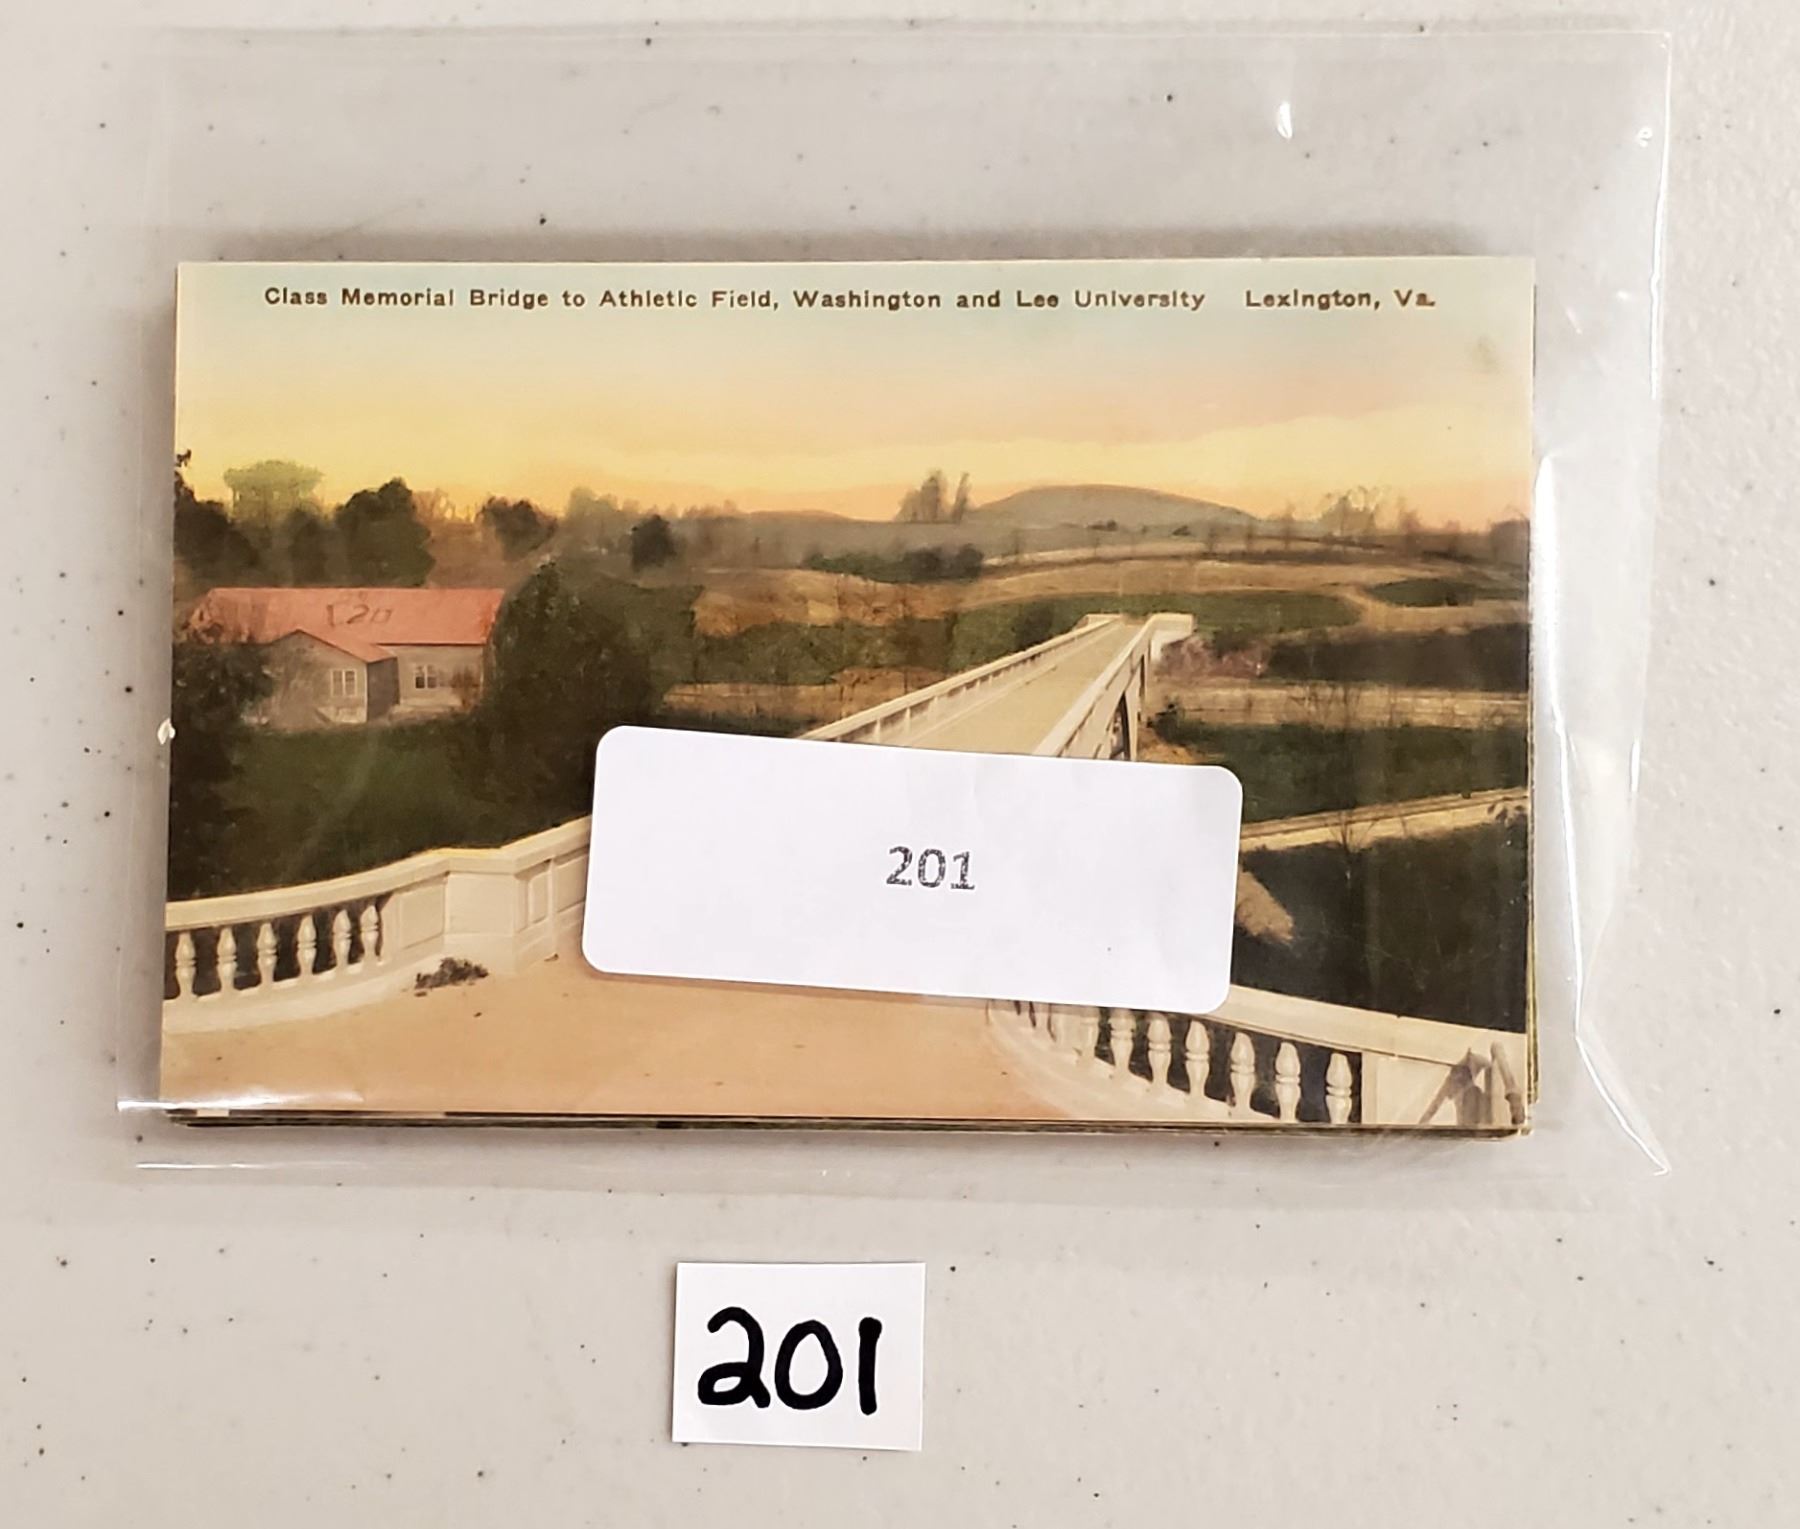 Class Memorial Bridge to Athletic Field, Washington and Lee University Lexington, Va.
201
201